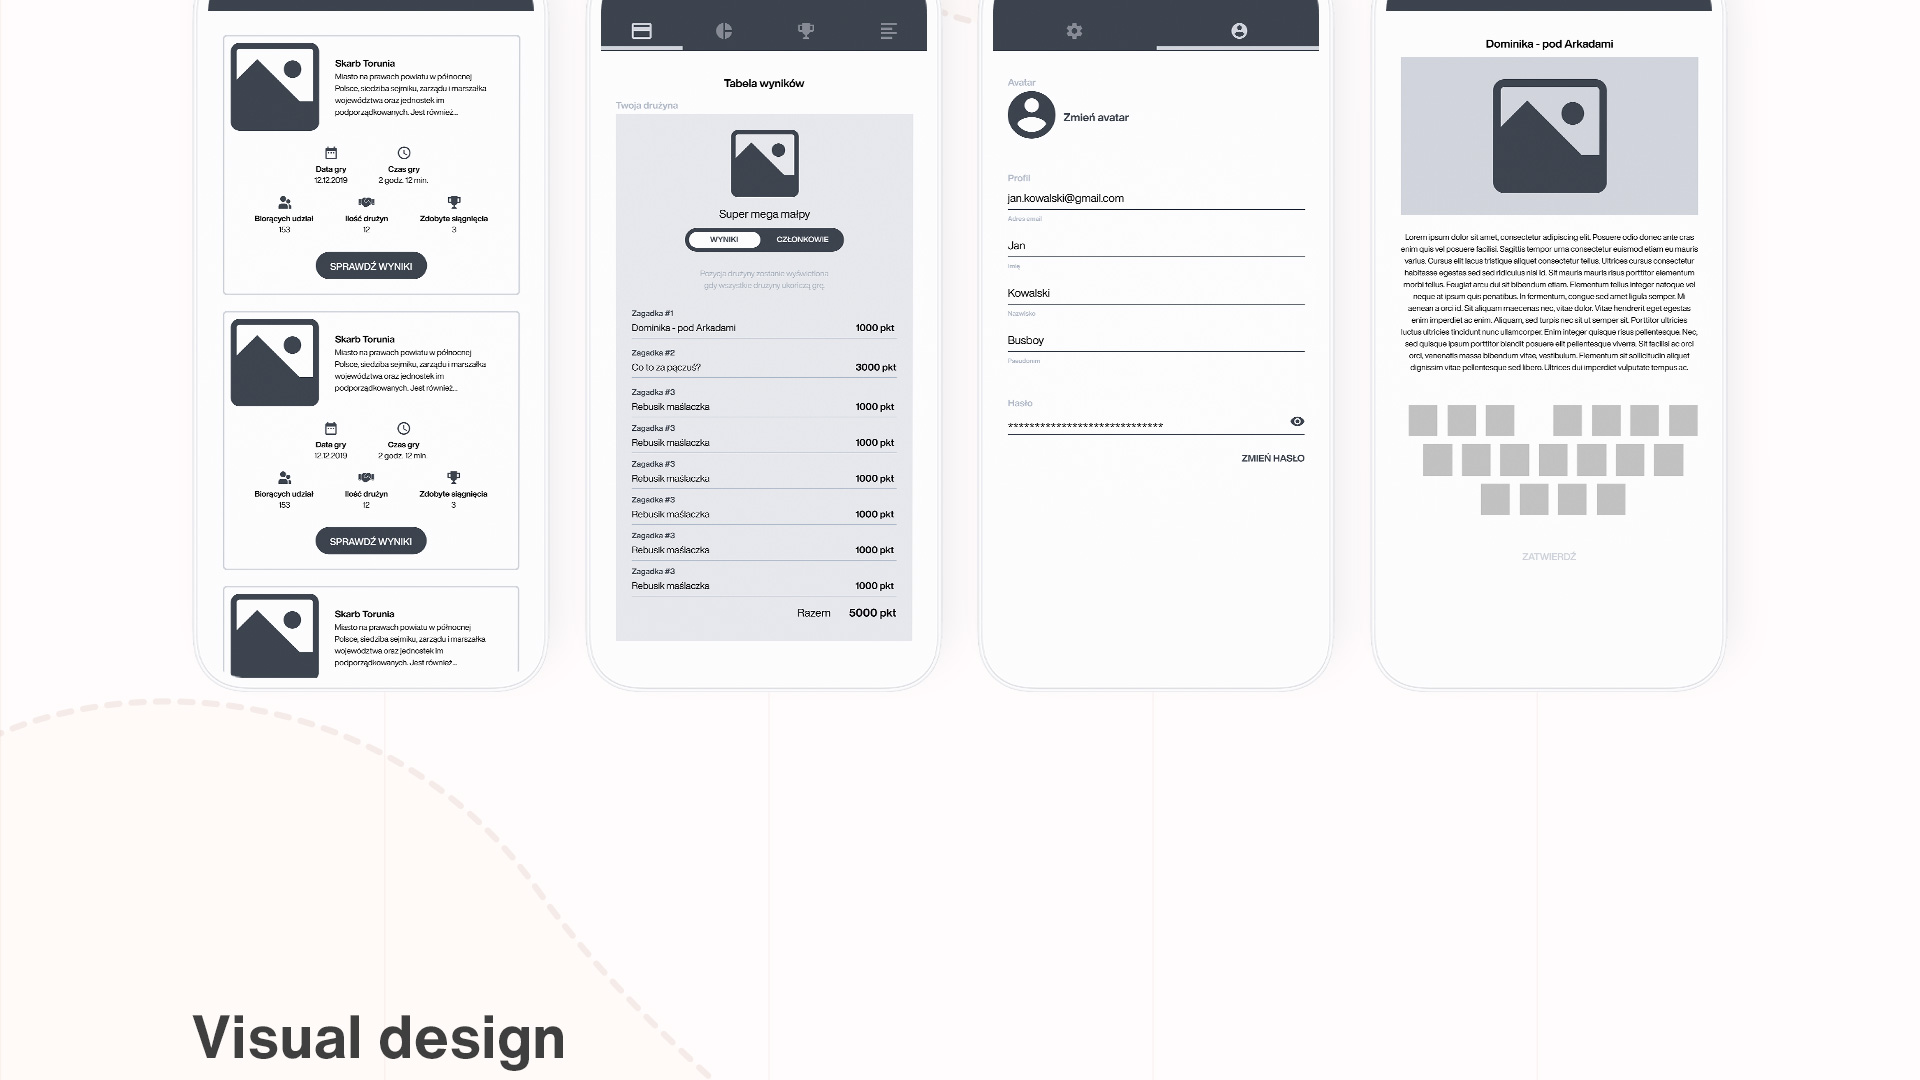 Skarb Torunia
Miasto na prawach powiatu w północnej
Polsce, siedziba sejmiku, zarządu i marszałka
województwa oraz jednostek im
podporządkowanych. Jest również...
Data gry
12.12.2019
Czas gry
2 godz. 12 min.
Biorących udział
153
Ilość drużyn
12
Zdobyte siągnięcia
3
SPRAWDŹ WYNIKI
Skarb Torunia
Miasto na prawach powiatu w północnej
Polsce, siedziba sejmiku, zarządu i marszałka
województwa oraz jednostek im
podporządkowanych. Jest również...
Data gry
12.12.2019
Czas gry
2 godz. 12 min
Biorących udział
153
Ilość drużyn
12
Zdobyte siągnięcia
3
SPRAWDŹ WYNIKI
Skarb Torunia
Miasto na prawach powiatu w północnej
Polsce, siedziba sejmiku, zarządu i marszałka
województwa oraz jednostek im
podporządkowanych. Jest również...
Tabela wyników
Twoja drużyna
Super mega małpy
WYNIKI CZŁONKOWIE
Pozycja drużyny zostanie wyświetlona,
gdy wszystkie drużyny ukończą grę.
Zagadka #1
Dominika - pod Arkadami 1000 pkt
Zagadka #2
Co to za pączuś? 3000 pkt
Zagadka #3
Rebusik maślaczka 1000 pkt
Zagadka #3
Rebusik maślaczka 1000 pkt
Zagadka #3
Rebusik maślaczka 1000 pkt
Zagadka #3
Rebusik maślaczka 1000 pkt
Zagadka #3
Rebusik maślaczka 1000 pkt
Zagadka #3
Rebusik maślaczka 1000 pkt
Razem 5000 pkt
Avatar
Zmień avatar
Profil
jan.kowalski@gmail.com
Adres email
Jan
Imię
Kowalski
Nazwisko
Busboy
Pseudonim
Hasło
*****************************
ZMIEŃ HASŁO
Dominika - pod Arkadami
Lorem ipsum dolor sit amet, consectetur adipiscing elit. Posuere odio donec ante cras
enim quis vel posuere facilisi. Sagittis tempor urna consectetur euismod etiam eu mauris
varius. Cursus elit lacus tristique aliquet consectetur tellus. Ultrices cursus consectetur
habitasse egestas sed sed ridiculus nisl id. Sit mauris mauris risus porttitor elementum
morbi tellus. Feugiat arcu dui sit bibendum etiam. Elementum tellus integer natoque vel
neque at ipsum quis penatibus. In fermentum, congue sed amet ligula semper. Mi
aenean a orci id. Sit aliquam maecenas nec, vitae dolor. Vitae hendrerit eget egestas
enim imperdiet ac enim. Aliquam, sed turpis nec sit ut semper sit. Porttitor ultricies
luctus ultricies tincidunt nunc ullamcorper. Enim integer quisque risus pellentesque. Nec,
sed quisque ipsum porttitor blandit posuere elit pellentesque viverra. Sit facilisi ac orci
orci, venenatis massa bibendum vitae, vestibulum. Elementum sit sollicitudin aliquet
dignissim vitae pellentesque sed libero. Ultrices dui imperdiet vulputate tempus ac.
ZATWIERDŹ
Visual design